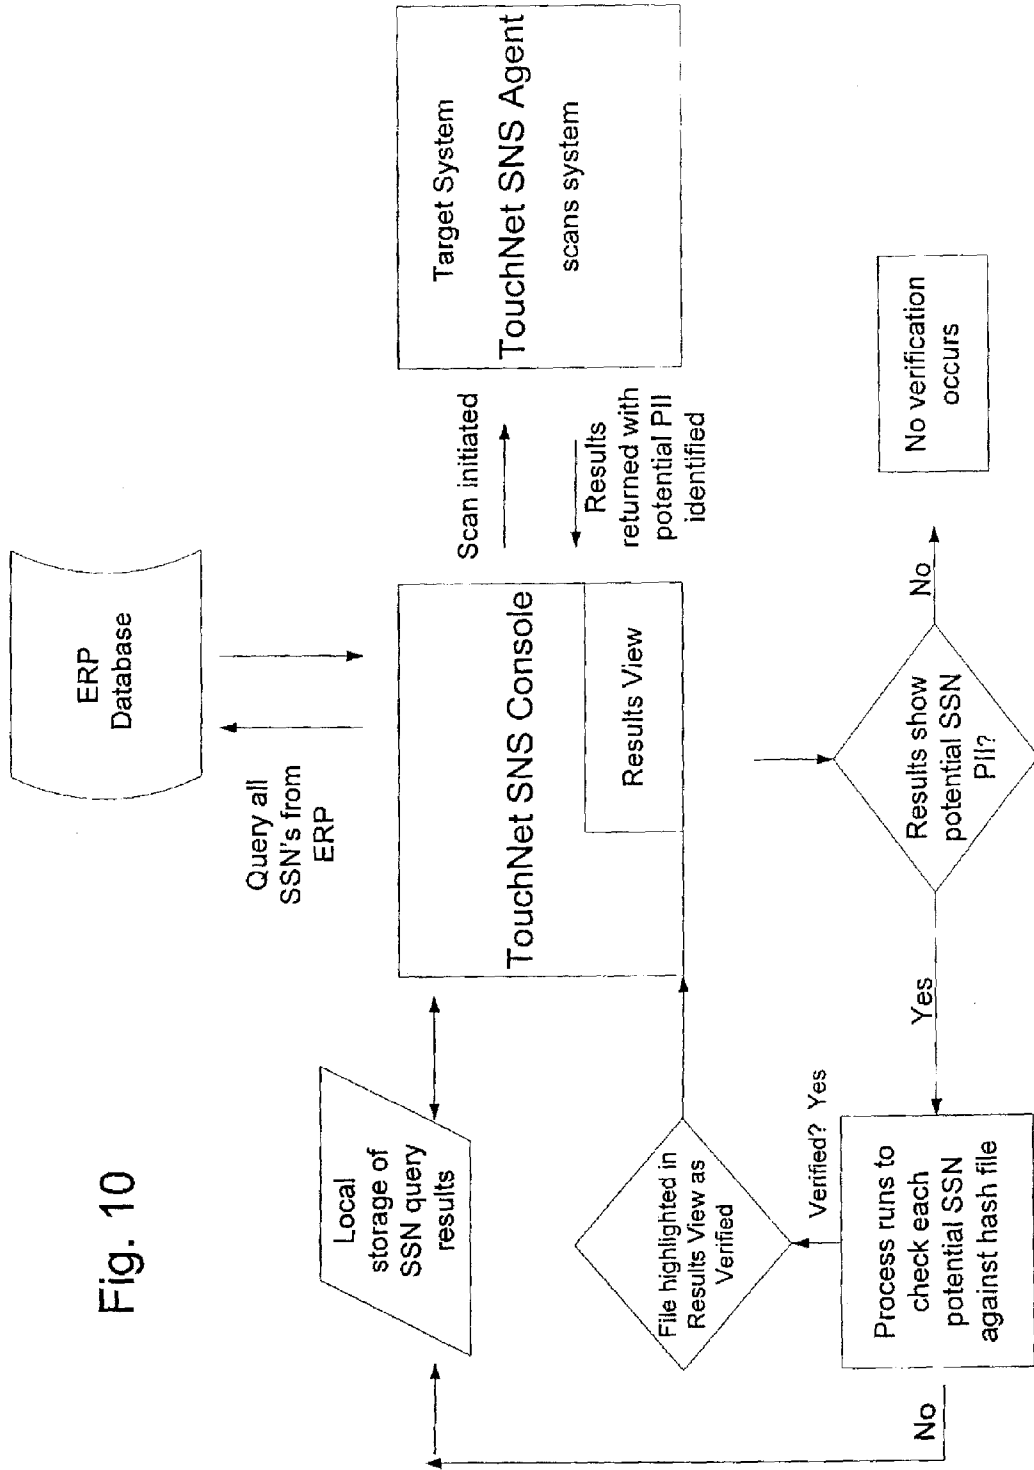 Fig. 10
ERP
Database
Query all
SSN's from
ERP
Local
storage of
SSN query
results
TouchNet SNS Console
Results View
Scan initiated
Results
returned with
potential PII
identified
Target System
TouchNet SNS Agent
scans system
File highlighted in
Results View as
Verified
Verified? Yes
Process runs to
check each
potential SSN
against hash file
No
Yes
Results show
potential SSN
PII?
No
No verification
occurs